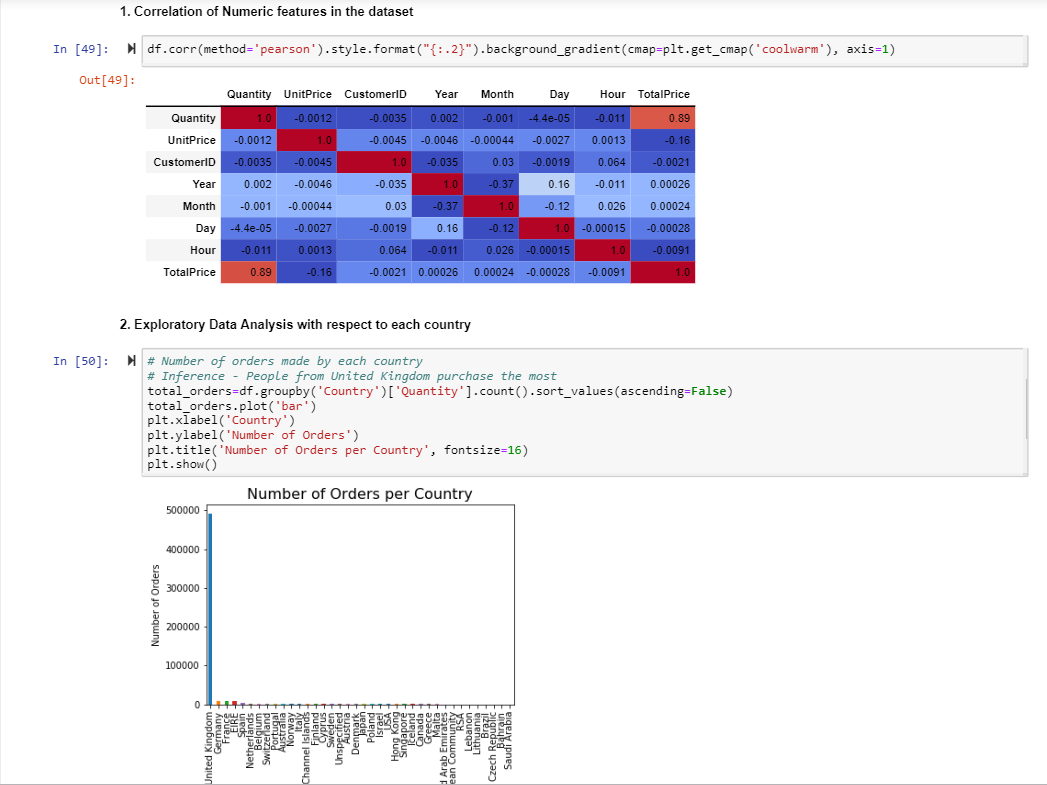 1. Correlation of Numeric features in the dataset
In [49]: df.corr(method='pearson').style.format("{:.2}").background_gradient(cmap=plt.get_cmap('coolwarm'), axis=1)
Out[49]:
Quantity UnitPrice CustomerID Year Month Day Hour TotalPrice
Quantity 1.0 -0.0012 -0.0035 0.002 -0.001 -4.4e-05 -0.011 0.89
UnitPrice -0.0012 1.0 -0.0045 -0.0046 -0.00044 -0.0027 0.0013 -0.16
CustomerID -0.0035 -0.0045 1.0 -0.035 0.03 -0.0019 0.064 -0.0021
Year 0.002 -0.0046 -0.035 1.0 -0.37 0.16 -0.011 0.00026
Month -0.001 -0.00044 0.03 -0.37 1.0 -0.12 0.026 0.00024
Day -4.4e-05 -0.0027 -0.0019 0.16 -0.12 1.0 -0.00015 -0.00028
Hour -0.011 0.0013 0.064 -0.011 0.026 -0.00015 1.0 -0.0091
TotalPrice 0.89 -0.16 -0.0021 0.00026 0.00024 -0.00028 -0.0091 1.0
2. Exploratory Data Analysis with respect to each country
In [50]: # Number of orders made by each country
# Inference - People from United Kingdom purchase the most
total_orders=df.groupby('Country')['Quantity'].count().sort_values(ascending=False)
total_orders.plot('bar')
plt.xlabel('Country')
plt.ylabel('Number of Orders')
plt.title('Number of Orders per Country', fontsize=16)
plt.show()
Number of Orders per Country
Number of Orders
500000
400000
300000
200000
100000
0
United Kingdom
Germany
France
EIRE
Spain
Netherlands
Belgium
Switzerland
Portugal
Australia
Norway
Italy
Channel Islands
Finland
Cyprus
Sweden
Unspecified
Austria
Denmark
Japan
Poland
Israel
USA
Hong Kong
Singapore
Iceland
Canada
Greece
Malta
d Arab Emirates
ean Community
RSA
Lebanon
Lithuania
Brazil
Czech Republic
Bahrain
Saudi Arabia